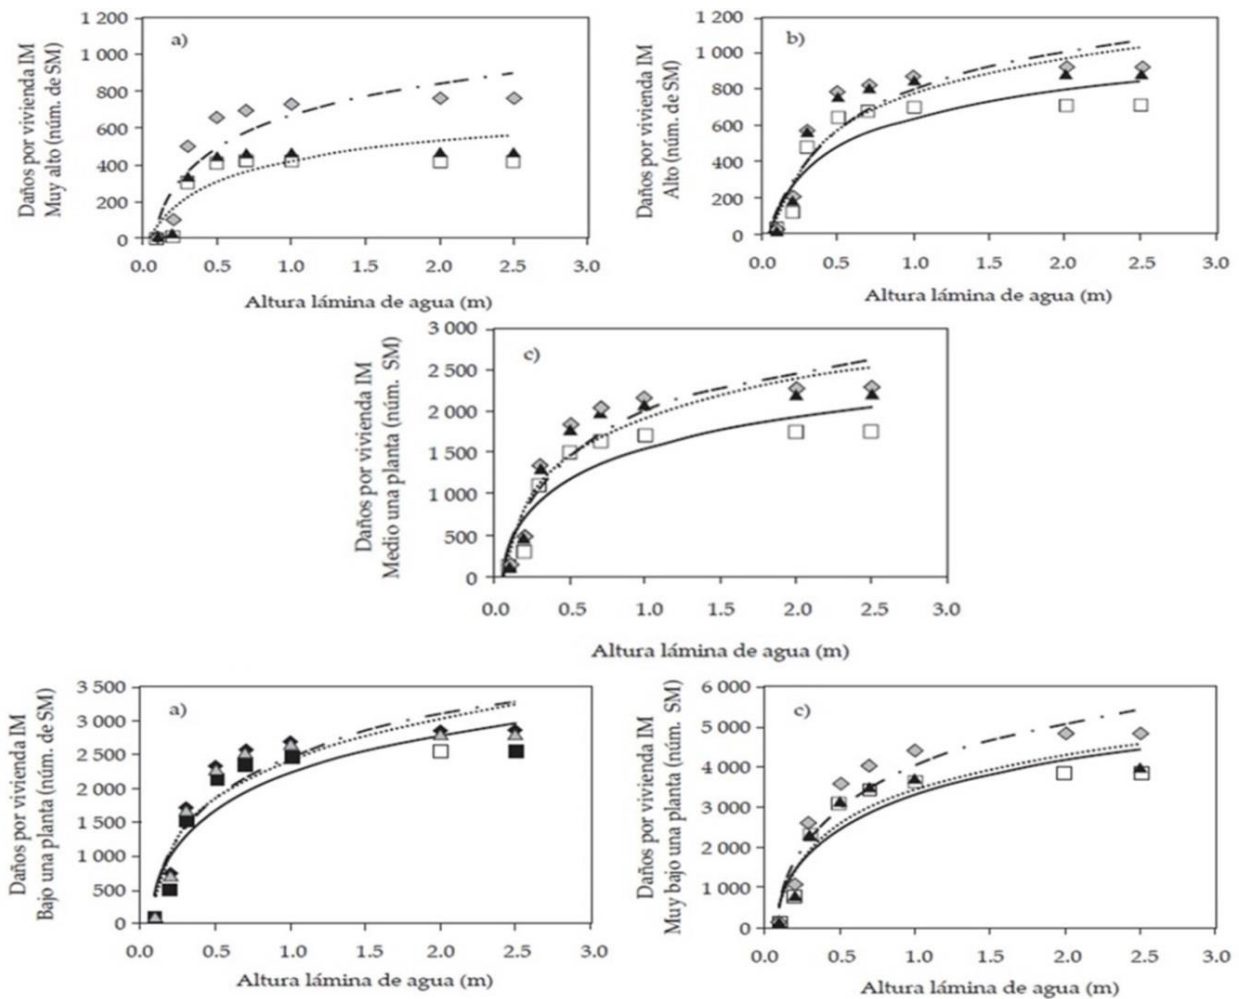 a)
Daños por vivienda IM
Muy alto (núm. de SM)
1 200
1 000
800
600
400
200
0
0.0 0.5 1.0 1.5 2.0 2.5 3.0
Altura lámina de agua (m)
b)
Daños por vivienda IM
Alto (núm. de SM)
1 200
1 000
800
600
400
200
0
0.0 0.5 1.0 1.5 2.0 2.5 3.0
Altura lámina de agua (m)
c)
Daños por vivienda IM
Medio una planta (núm. SM)
3 000
2 500
2 000
1 500
1 000
500
0
0.0 0.5 1.0 1.5 2.0 2.5 3.0
Altura lámina de agua (m)
a)
Daños por vivienda IM
Bajo una planta (núm. de SM)
3 500
3 000
2 500
2 000
1 500
1 000
500
0
0.0 0.5 1.0 1.5 2.0 2.5 3.0
Altura lámina de agua (m)
c)
Daños por vivienda IM
Muy bajo una planta (núm. SM)
6 000
5 000
4 000
3 000
2 000
1 000
0
0.0 0.5 1.0 1.5 2.0 2.5 3.0
Altura lámina de agua (m)